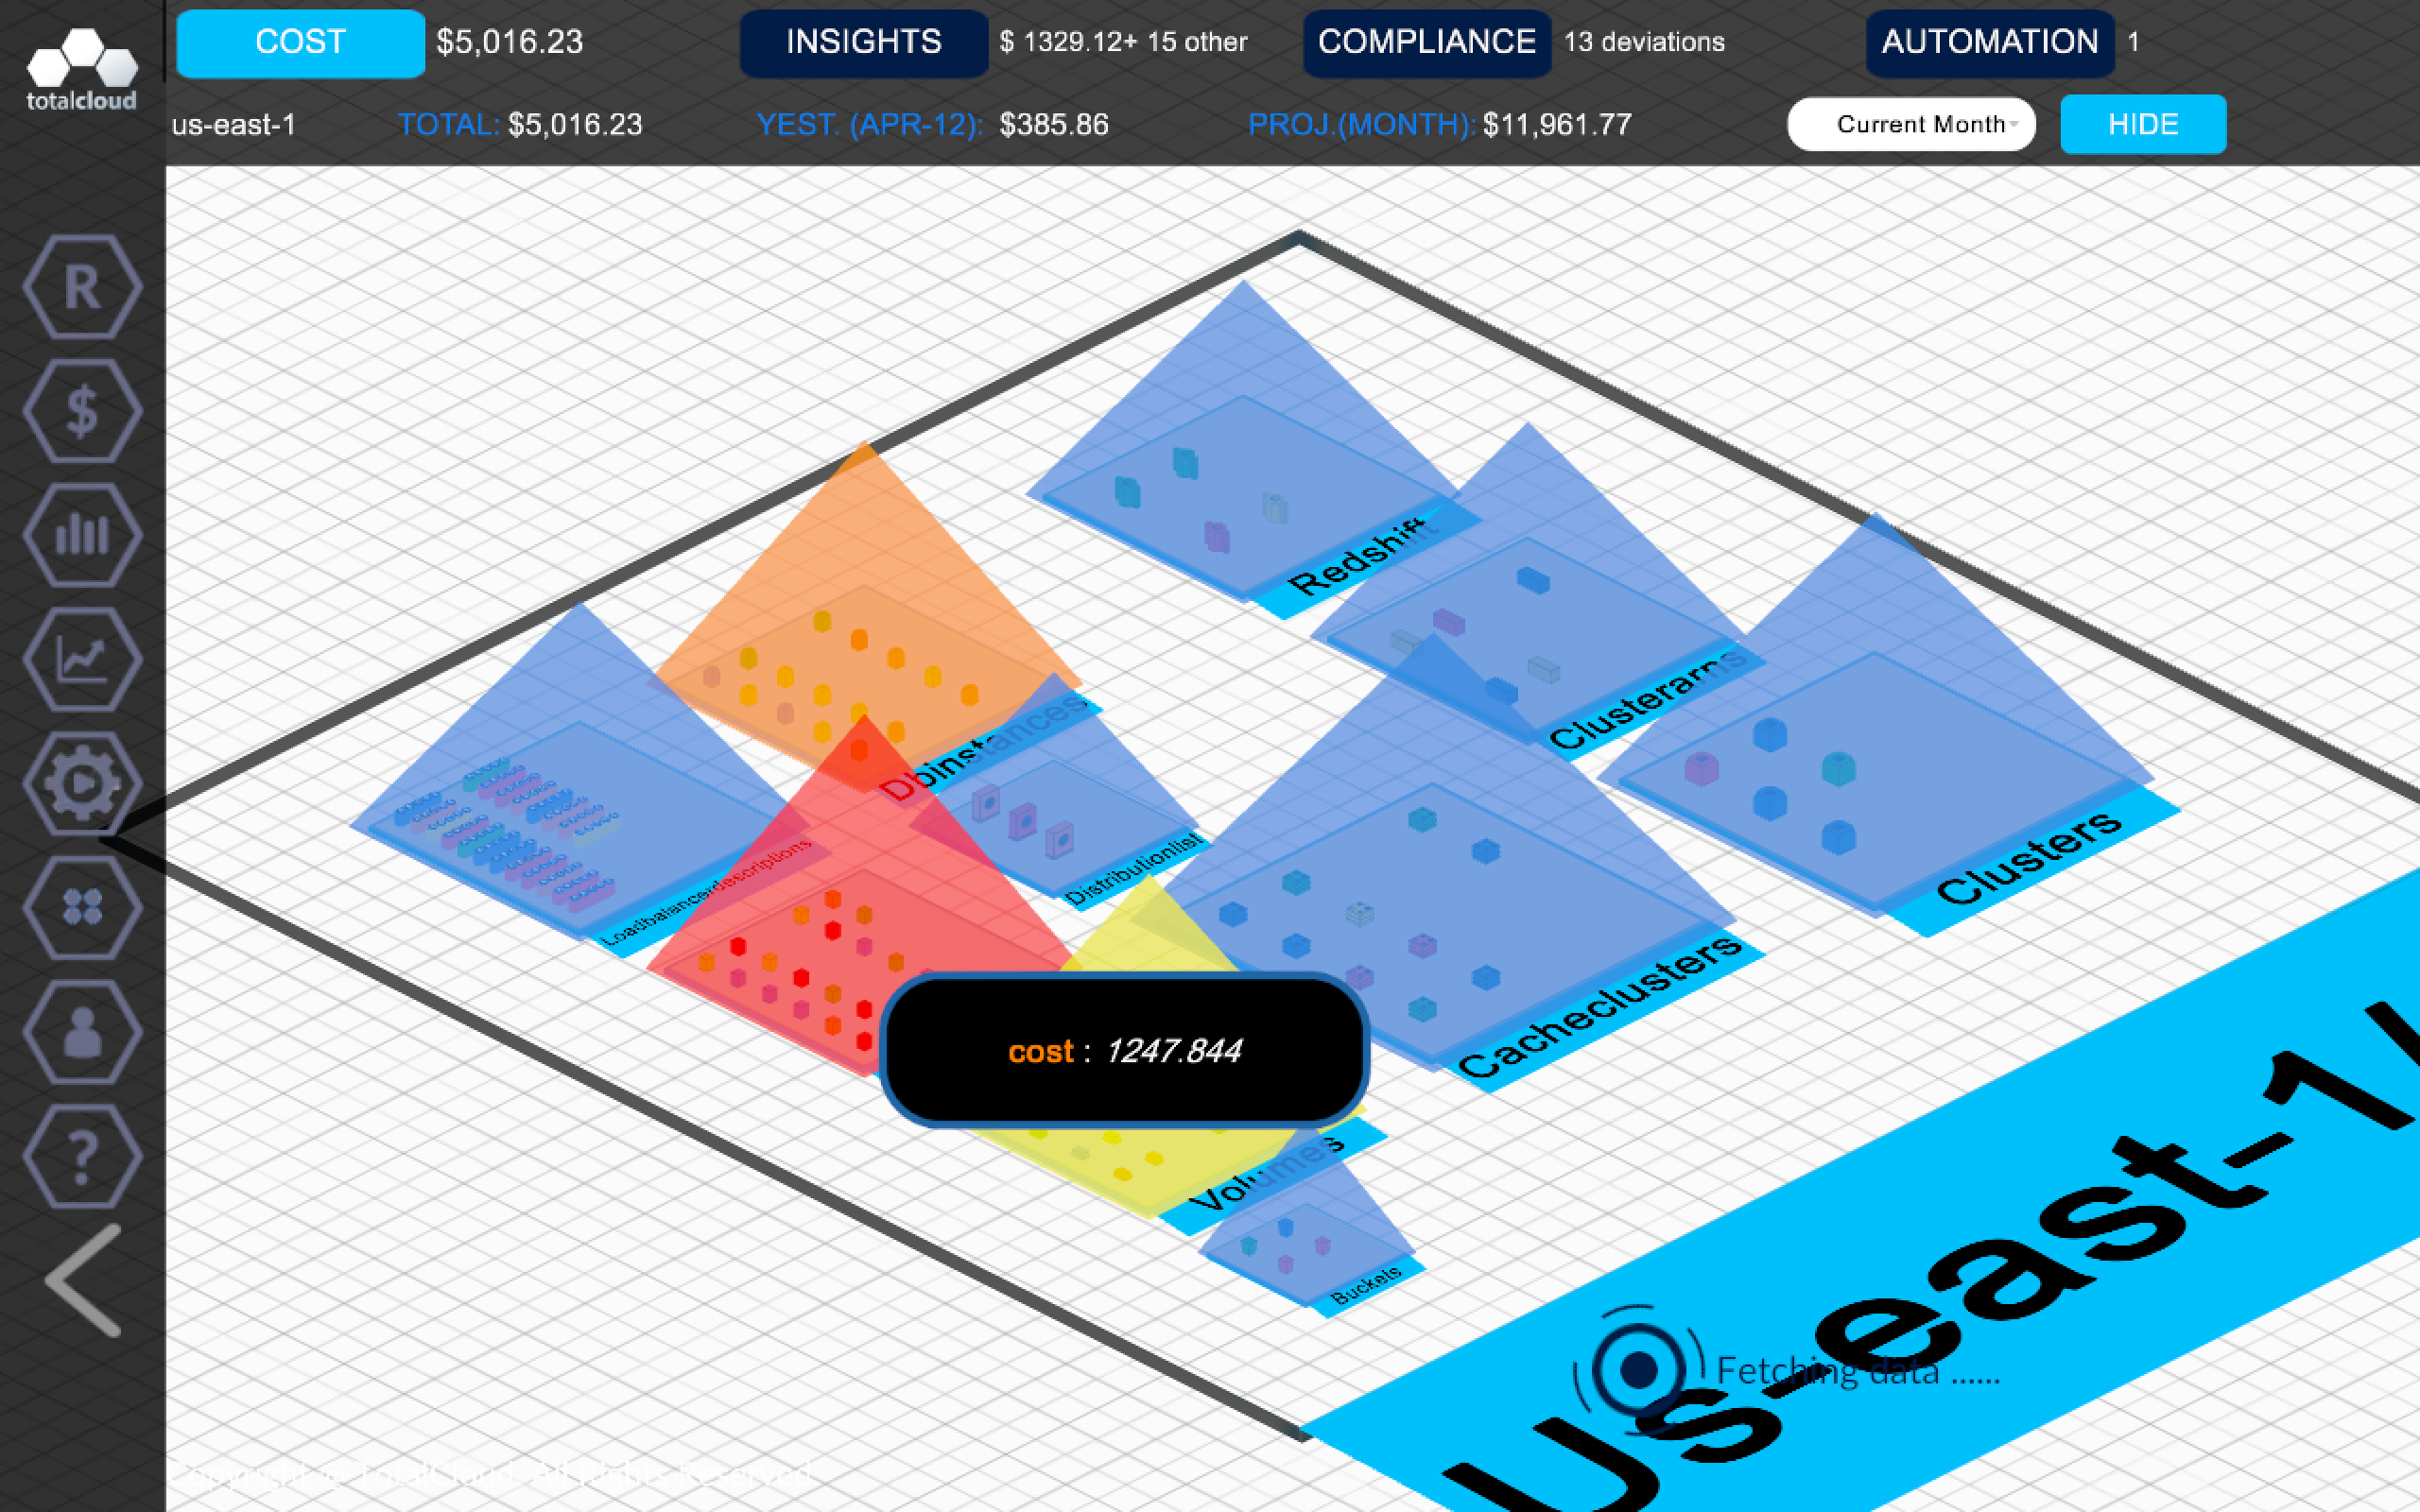 COST $5,016.23 INSIGHTS $ 1329.12+ 15 other COMPLIANCE 13 deviations AUTOMATION 1
totalcloud
us-east-1 TOTAL: $5,016.23 YEST. (APR-12): $385.86 PROJ.(MONTH): $11,961.77 Current Month HIDE
R
$
Redshift
Clusterarns
Dbinstances
Clusters
Loadbalancerdescriptions
Distributionlist
Cacheclusters
cost : 1247.844
Volumes
?
Buckets
Us-east-1
Fetching data ......
Copyright © TotalCloud. All Rights Reserved